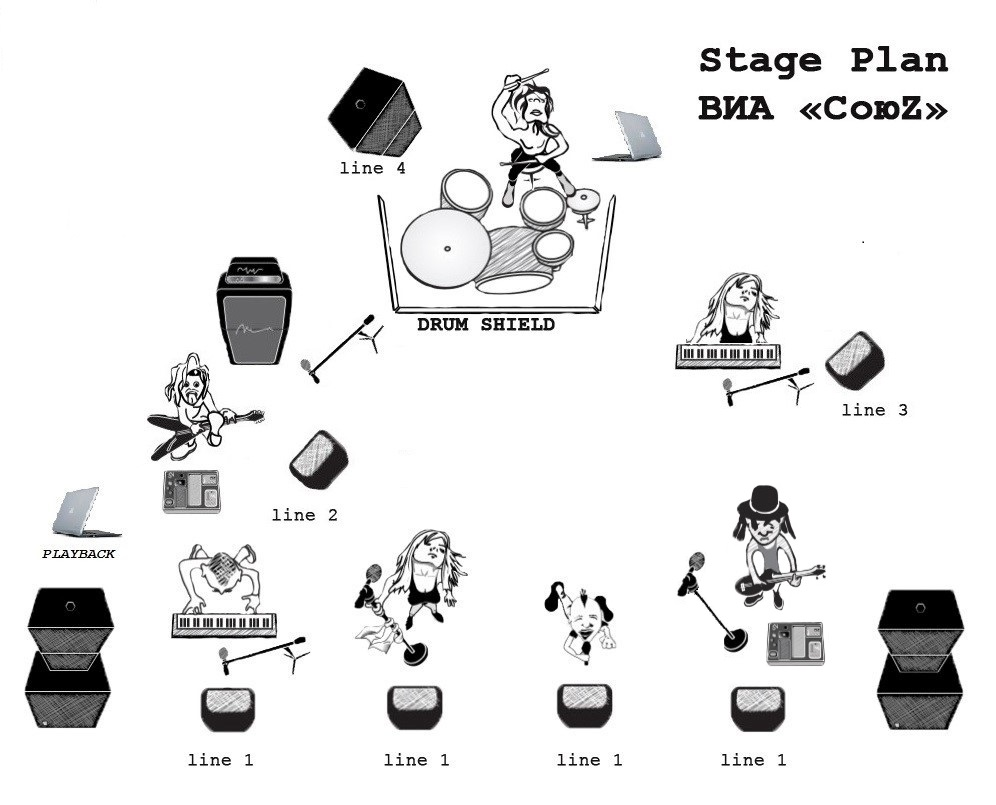 Stage Plan
ВИА «СоюZ»
line 4
DRUM SHIELD
line 3
line 2
PLAYBACK
line 1
line 1
line 1
line 1